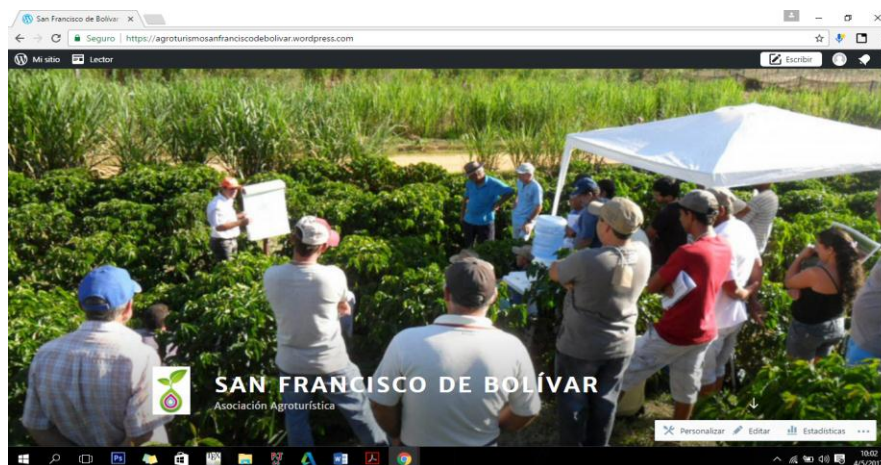 San Francisco de Bolívar
Seguro | https://agroturismosanfranciscodebolivar.wordpress.com
Mi sitio Lector Escribir
SAN FRANCISCO DE BOLÍVAR
Asociación Agroturística
Personalizar Editar Estadísticas
10:02